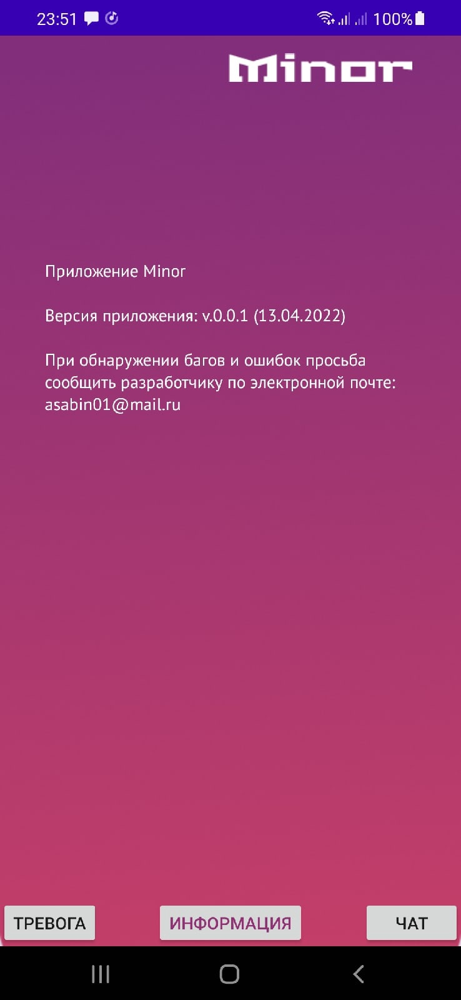 23:51
100%
Minor
Приложение Minor
Версия приложения: v.0.0.1 (13.04.2022)
При обнаружении багов и ошибок просьба
сообщить разработчику по электронной почте:
asabin01@mail.ru
ТРЕВОГА
ИНФОРМАЦИЯ
ЧАТ